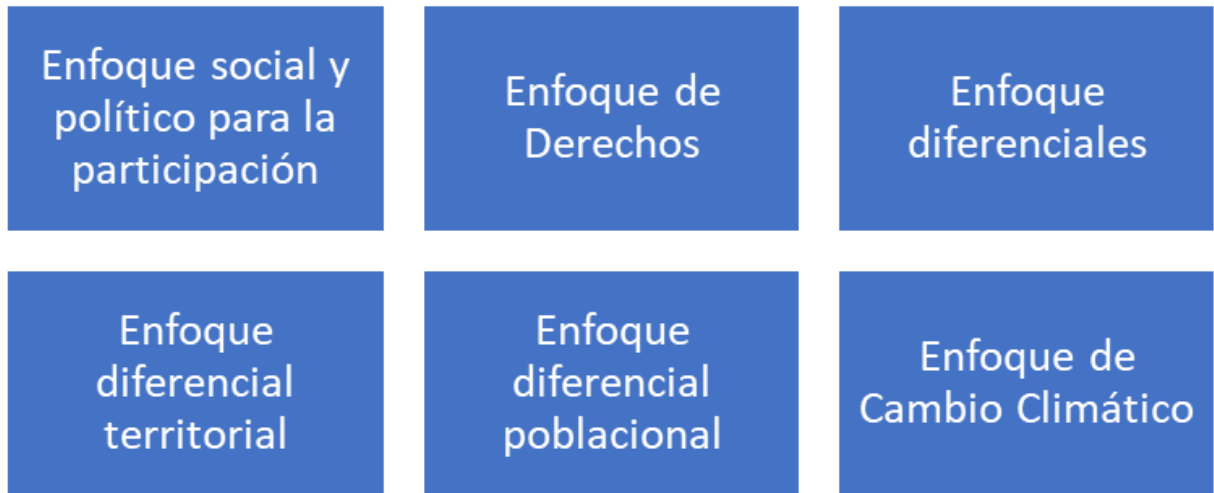 Enfoque social y
político para la
participación
Enfoque de
Derechos
Enfoque
diferenciales
Enfoque
diferencial
territorial
Enfoque
diferencial
poblacional
Enfoque de
Cambio Climático